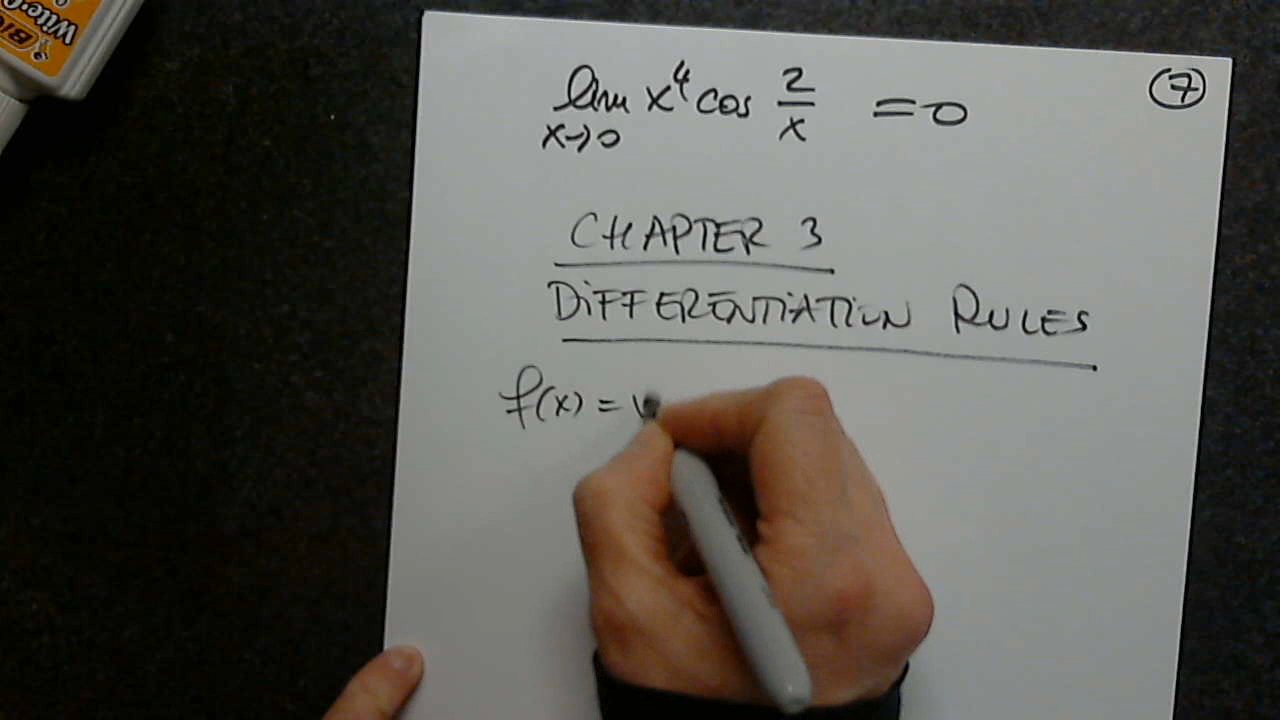 lim x⁴ cos 2/x = 0
x→0
⑦
CHAPTER 3
DIFFERENTIATION RULES
f(x) =